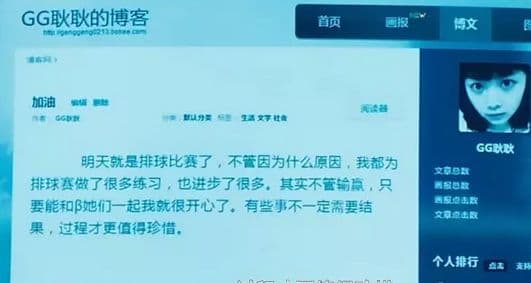 GG耿耿的博客
http://genggeng0213.bokee.com
首页
画报
NEW
博文
博客网 >
加油 编辑 删除
作者: GG耿耿
分类: 默认分类 标签: 生活 文字 社会
阅读器
明天就是排球比赛了，不管因为什么原因，我都为
排球赛做了很多练习，也进步了很多。其实不管输赢，只
要能和β她们一起我就很开心了。有些事不一定需要结
果，过程才更值得珍惜。
GG耿耿
文章总数
画报总数
画报点击数
文章点击数
个人排行 点击 支持